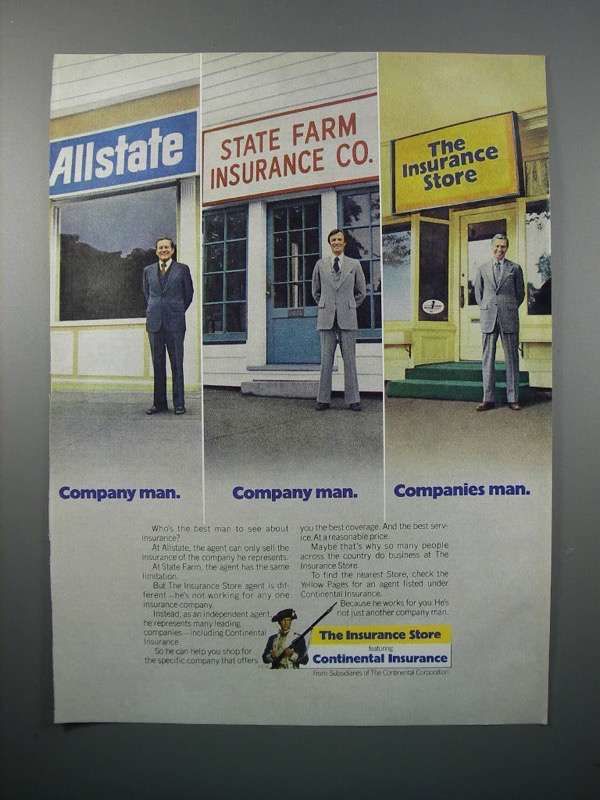 Allstate
STATE FARM
INSURANCE CO.
The
Insurance
Store
Company man.
Company man.
Companies man.
Who's the best man to see about
insurance?
At Allstate, the agent can only sell the
insurance of the company he represents.
At State Farm, the agent has the same
limitation.
But The Insurance Store agent is dif-
ferent—he's not working for any one
insurance company.
Instead, as an independent agent,
he represents many leading
companies—including Continental
Insurance.
So he can help you shop for
the specific company that offers
you the best coverage. And the best serv-
ice. At a reasonable price.
Maybe that's why so many people
across the country do business at The
Insurance Store.
To find the nearest Store, check the
Yellow Pages for an agent listed under
Continental Insurance.
Because he works for you. He's
not just another company man.
The Insurance Store
featuring
Continental Insurance
From Subsidiaries of The Continental Corporation